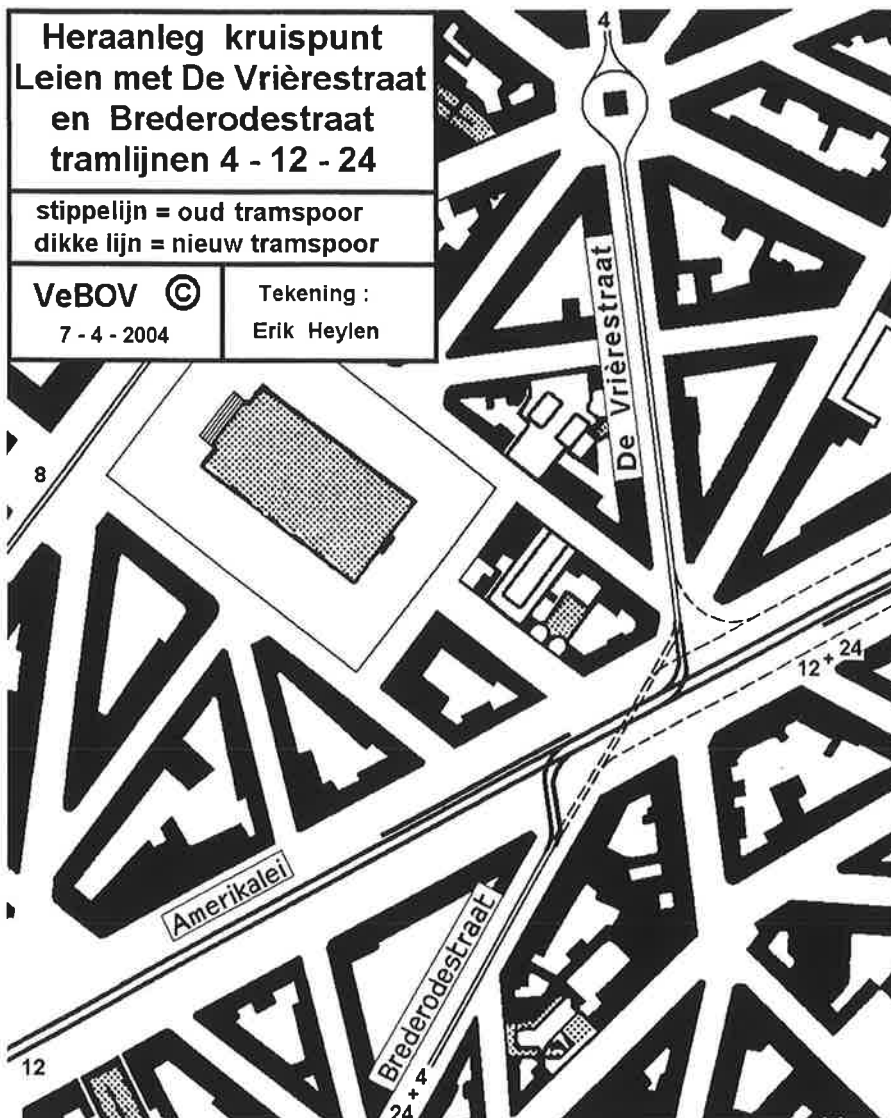 Heraanleg kruispunt
Leien met De Vrièrestraat
en Brederodestraat
tramlijnen 4 - 12 - 24
stippelijn = oud tramspoor
dikke lijn = nieuw tramspoor
VeBOV ©
7 - 4 - 2004
Tekening :
Erik Heylen
4
De Vrièrestraat
8
12 + 24
Amerikalei
Brederodestraat
12
24 + 4